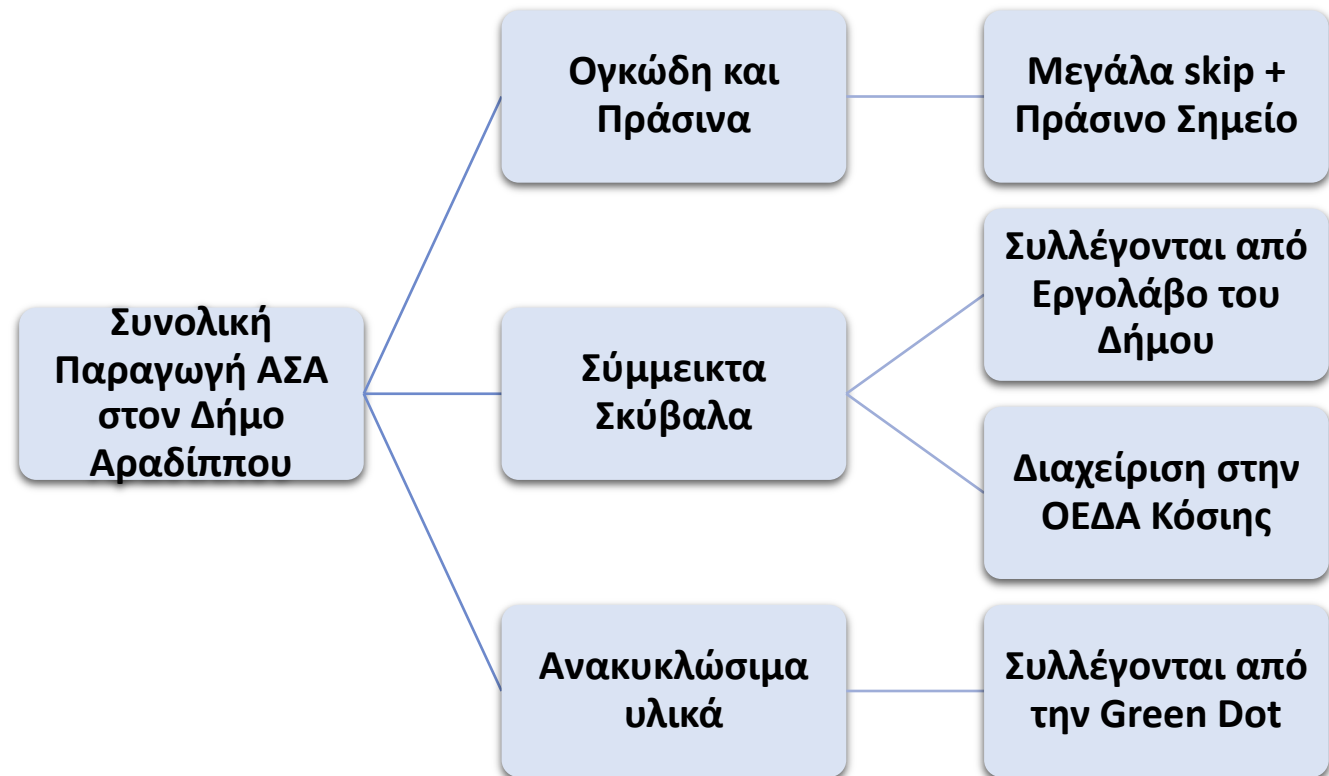 Συνολική
Παραγωγή ΑΣΑ
στον Δήμο
Αραδίππου
Ογκώδη και
Πράσινα
Μεγάλα skip +
Πράσινο Σημείο
Σύμμεικτα
Σκύβαλα
Συλλέγονται από
Εργολάβο του
Δήμου
Διαχείριση στην
ΟΕΔΑ Κόσιης
Ανακυκλώσιμα
υλικά
Συλλέγονται από
την Green Dot